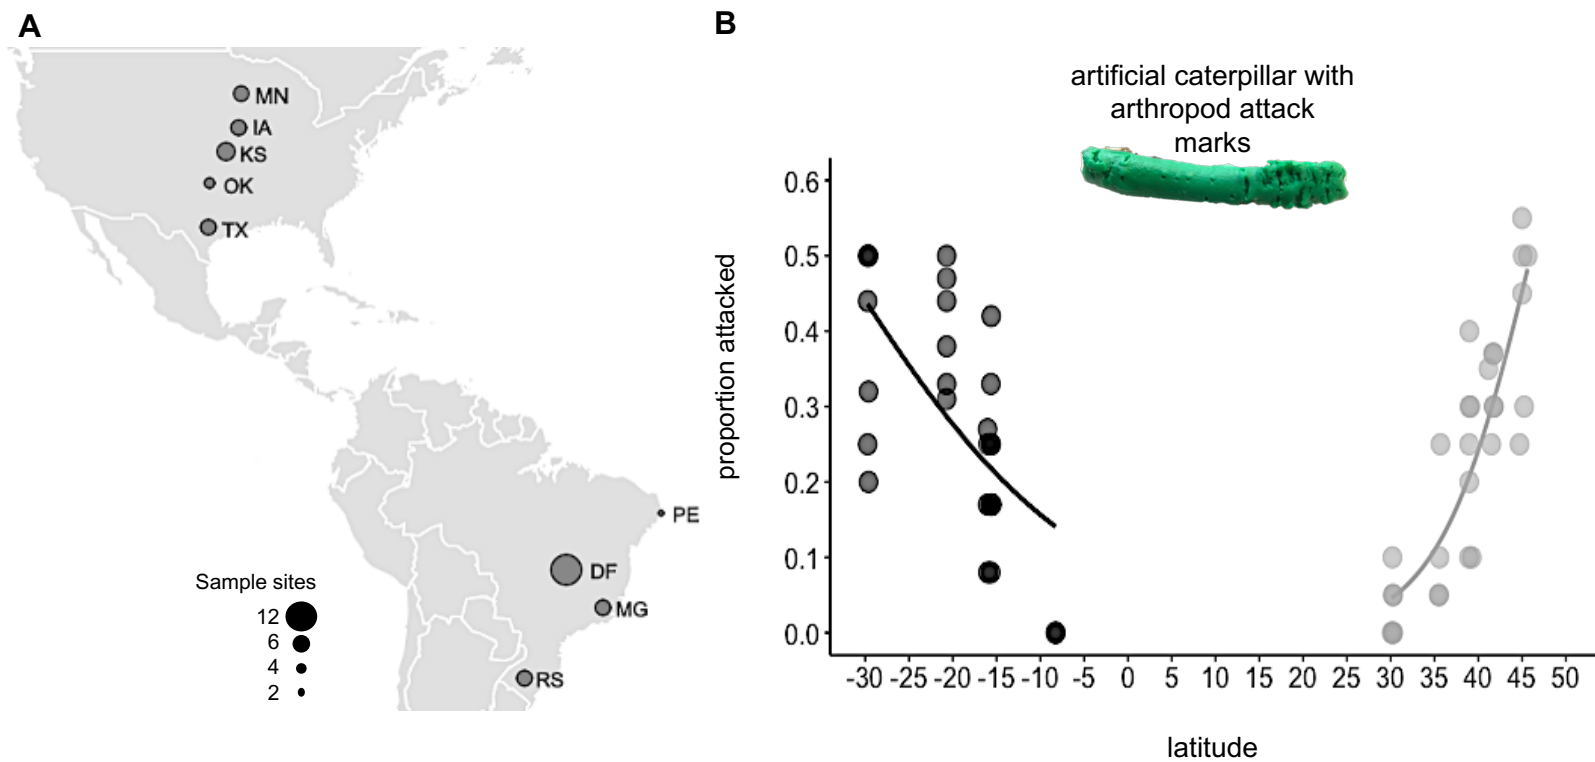 A
MN
IA
KS
OK
TX
PE
DF
MG
RS
Sample sites
12
6
4
2
B
artificial caterpillar with
arthropod attack
marks
proportion attacked
0.6
0.5
0.4
0.3
0.2
0.1
0.0
-30 -25 -20 -15 -10 -5 0 5 10 15 20 25 30 35 40 45 50
latitude